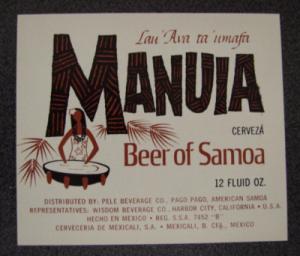 Lau 'Ava ta'umafa
MANUIA
CERVEZA
Beer of Samoa
12 FLUID OZ.
DISTRIBUTED BY: PELE BEVERAGE CO., PAGO PAGO, AMERICAN SAMOA
REPRESENTATIVES: WISDOM BEVERAGE CO., HARBOR CITY, CALIFORNIA • U.S.A.
HECHO EN MEXICO • REG. S.S.A. 7452 "B"
CERVECERIA DE MEXICALI, S.A. • MEXICALI, B. CFA., MEXICO